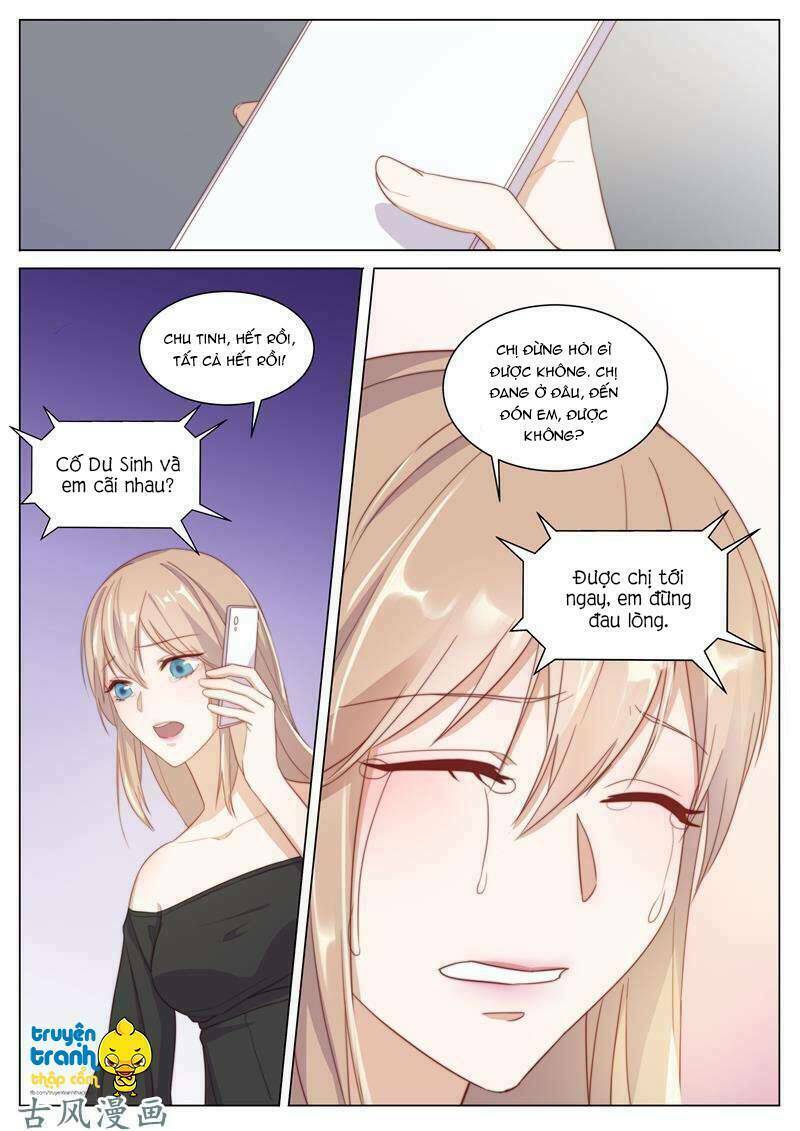 CHU TINH, HẾT RỒI,
TẤT CẢ HẾT RỒI!
Cố Dư Sinh và
em cãi nhau?
CHỊ ĐỪNG HỎI GÌ
ĐƯỢC KHÔNG. CHỊ
ĐANG Ở ĐÂU, ĐẾN
ĐÓN EM, ĐƯỢC
KHÔNG?
Được chị tới
ngay, em đừng
đau lòng.
truyện
tranh
thập cẩm
古风漫画